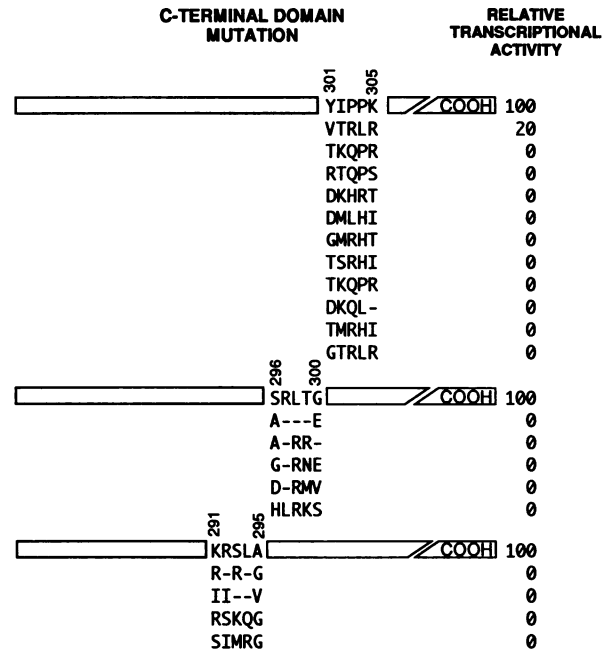 C-TERMINAL DOMAIN MUTATION
RELATIVE TRANSCRIPTIONAL ACTIVITY
301 305
YIPPK COOH 100
VTRLR 20
TKQPR 0
RTQPS 0
DKHRT 0
DMLHI 0
GMRHT 0
TSRHI 0
TKQPR 0
DKQL- 0
TMRHI 0
GTRLR 0
296 300
SRLTG COOH 100
A---E 0
A-RR- 0
G-RNE 0
D-RMV 0
HLRKS 0
291 295
KRSLA COOH 100
R-R-G 0
II--V 0
RSKQG 0
SIMRG 0